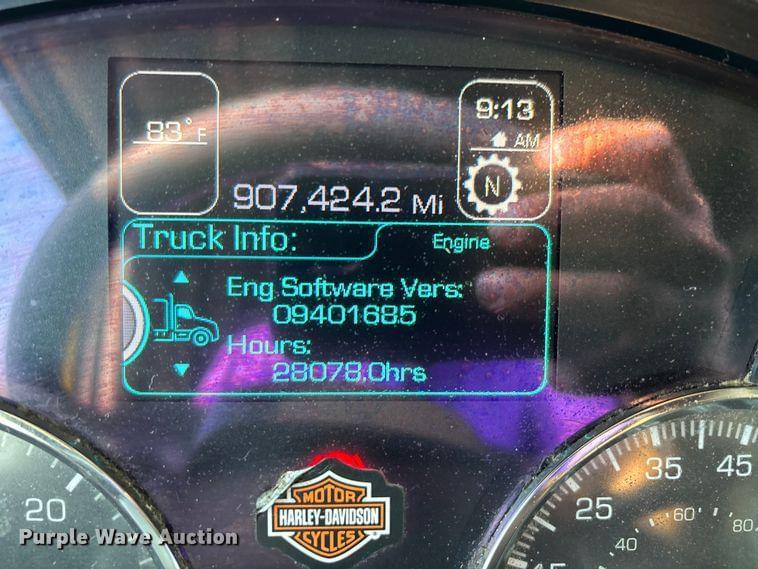 83°F
9:13
AM
907,424.2 Mi
N
Truck Info:
Engine
Eng Software Vers:
09401685
Hours:
28078.0hrs
MOTOR
HARLEY-DAVIDSON
CYCLES
20
25
35
45
40
60
80
Purple Wave Auction